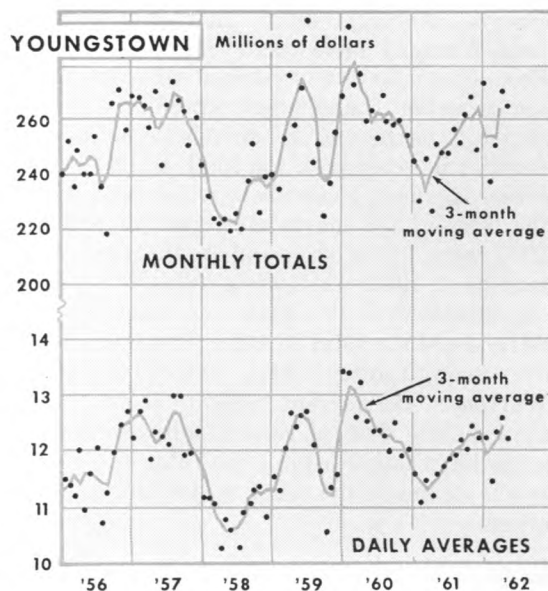 YOUNGSTOWN Millions of dollars
260
240
220
200
3-month
moving average
MONTHLY TOTALS
14
13
12
11
10
3-month
moving average
DAILY AVERAGES
'56 '57 '58 '59 '60 '61 '62